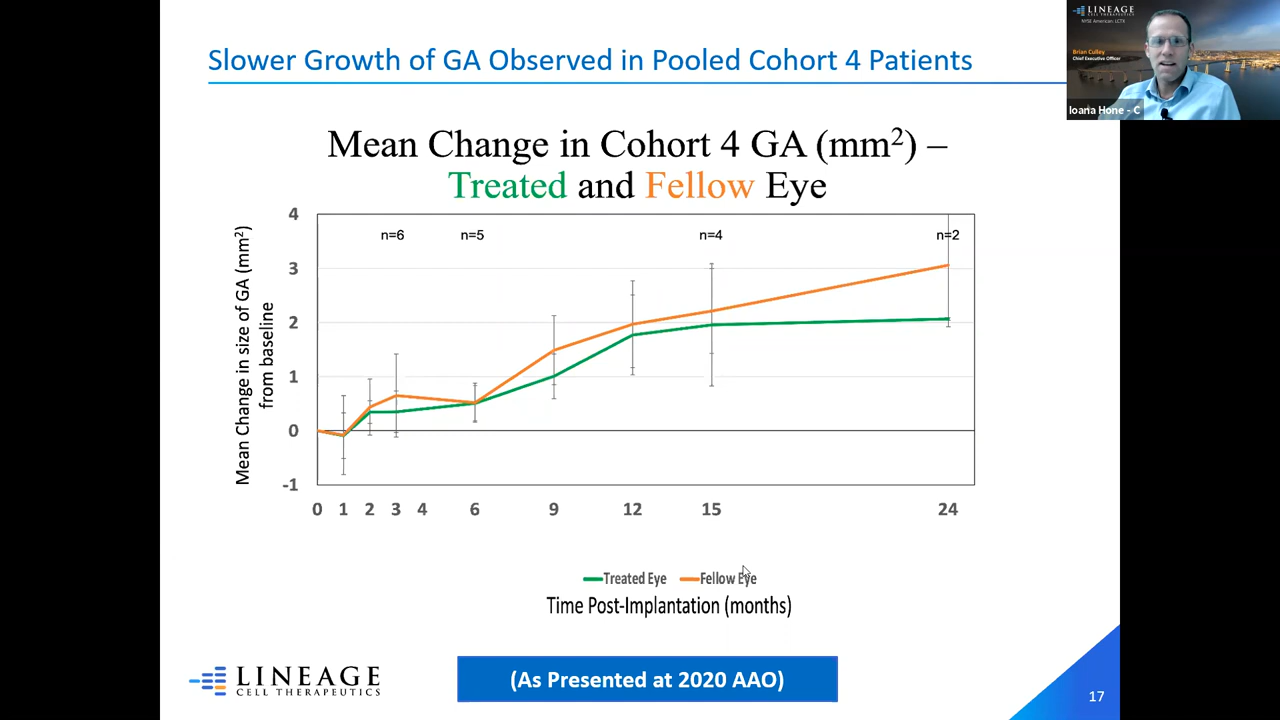 Slower Growth of GA Observed in Pooled Cohort 4 Patients
LINEAGE
CELL THERAPEUTICS
NYSE American: LCTX
Brian Culley
Chief Executive Officer
Ioana Hone - C
Mean Change in Cohort 4 GA (mm²) –
Treated and Fellow Eye
Mean Change in size of GA (mm²)
from baseline
4
3
2
1
0
-1
n=6
n=5
n=4
n=2
0 1 2 3 4 6 9 12 15 24
Treated Eye Fellow Eye
Time Post-Implantation (months)
LINEAGE
CELL THERAPEUTICS
(As Presented at 2020 AAO)
17